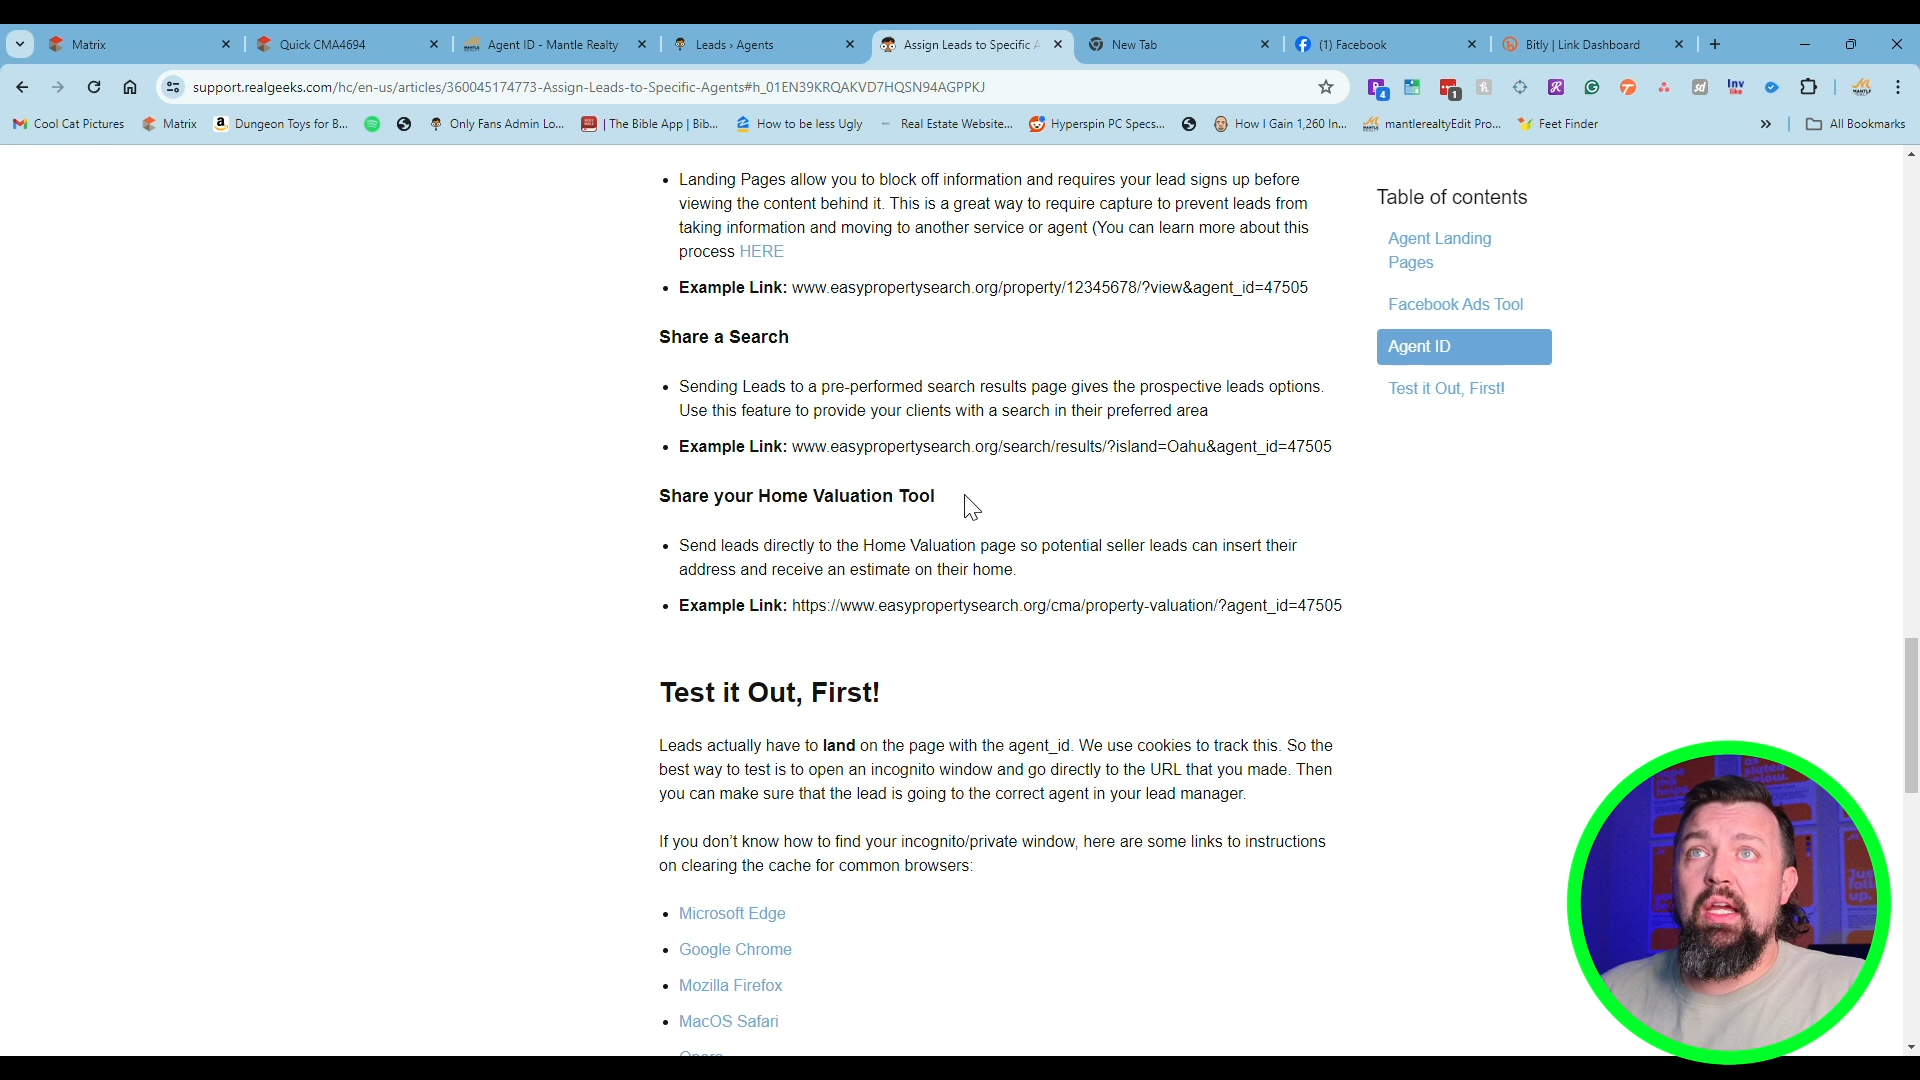 Matrix
Quick CMA4694
Agent ID - Mantle Realty
Leads › Agents
Assign Leads to Specific A
New Tab
(1) Facebook
Bitly | Link Dashboard
support.realgeeks.com/hc/en-us/articles/360045174773-Assign-Leads-to-Specific-Agents#h_01EN39KRQAKVD7HQSN94AGPPKJ
4
1
sd
Inv
Cool Cat Pictures
Matrix
Dungeon Toys for B...
Only Fans Admin Lo...
| The Bible App | Bib...
How to be less Ugly
Real Estate Website...
Hyperspin PC Specs...
How I Gain 1,260 In...
mantlerealtyEdit Pro...
Feet Finder
All Bookmarks
• Landing Pages allow you to block off information and requires your lead signs up before
viewing the content behind it. This is a great way to require capture to prevent leads from
taking information and moving to another service or agent (You can learn more about this
process HERE
• Example Link: www.easypropertysearch.org/property/12345678/?view&agent_id=47505
Share a Search
• Sending Leads to a pre-performed search results page gives the prospective leads options.
Use this feature to provide your clients with a search in their preferred area
• Example Link: www.easypropertysearch.org/search/results/?island=Oahu&agent_id=47505
Share your Home Valuation Tool
• Send leads directly to the Home Valuation page so potential seller leads can insert their
address and receive an estimate on their home.
• Example Link: https://www.easypropertysearch.org/cma/property-valuation/?agent_id=47505
Test it Out, First!
Leads actually have to land on the page with the agent_id. We use cookies to track this. So the
best way to test is to open an incognito window and go directly to the URL that you made. Then
you can make sure that the lead is going to the correct agent in your lead manager.
If you don't know how to find your incognito/private window, here are some links to instructions
on clearing the cache for common browsers:
• Microsoft Edge
• Google Chrome
• Mozilla Firefox
• MacOS Safari
Opera
Table of contents
Agent Landing
Pages
Facebook Ads Tool
Agent ID
Test it Out, First!